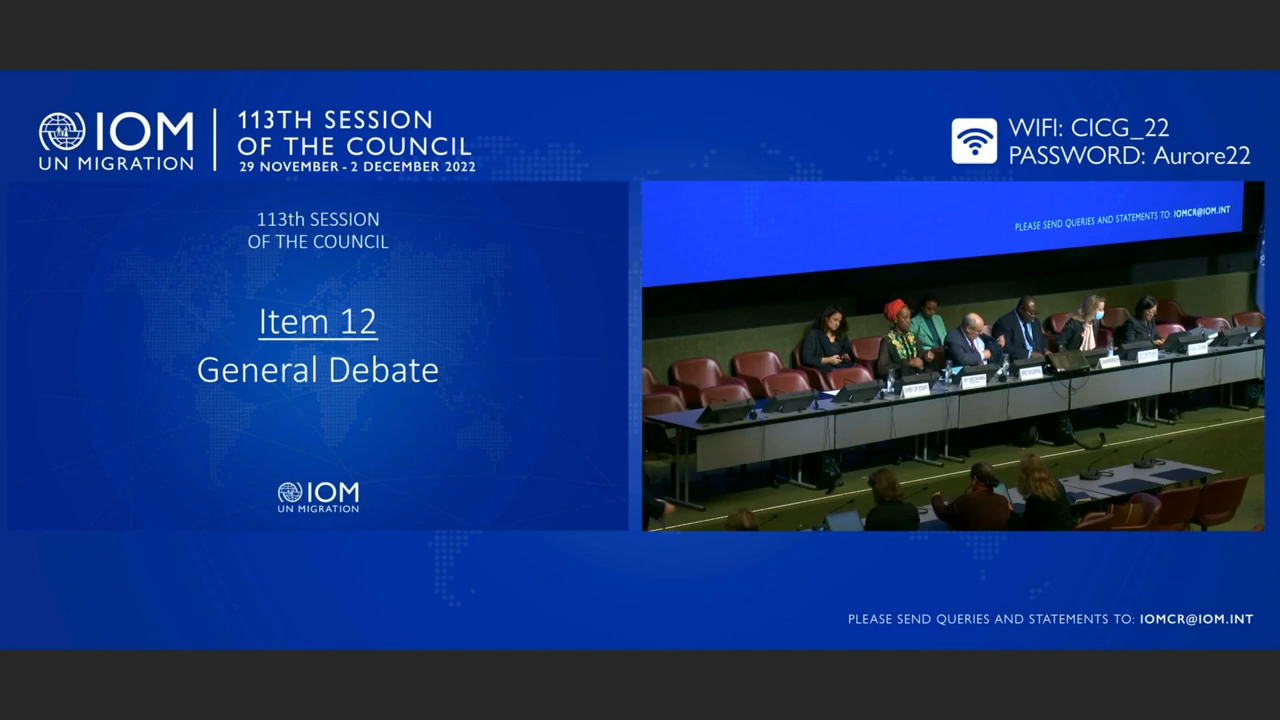 IOM
UN MIGRATION
113TH SESSION
OF THE COUNCIL
29 NOVEMBER - 2 DECEMBER 2022
WIFI: CICG_22
PASSWORD: Aurore22
113th SESSION
OF THE COUNCIL
Item 12
General Debate
IOM
UN MIGRATION
PLEASE SEND QUERIES AND STATEMENTS TO: IOMCR@IOM.INT
PLEASE SEND QUERIES AND STATEMENTS TO: IOMCR@IOM.INT